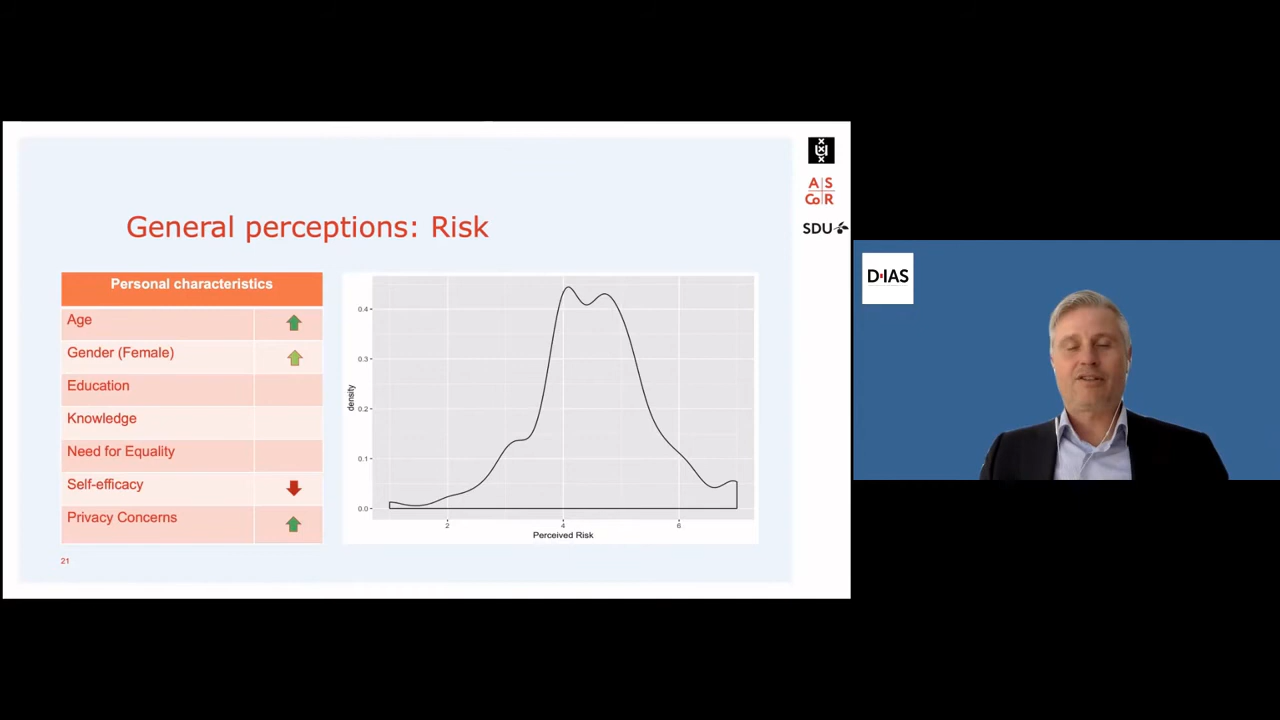 General perceptions: Risk
Personal characteristics
Age
Gender (Female)
Education
Knowledge
Need for Equality
Self-efficacy
Privacy Concerns
21
0.4
0.3
0.2
0.1
0.0
density
2
4
6
Perceived Risk
A S
Co R
SDU
D·IAS